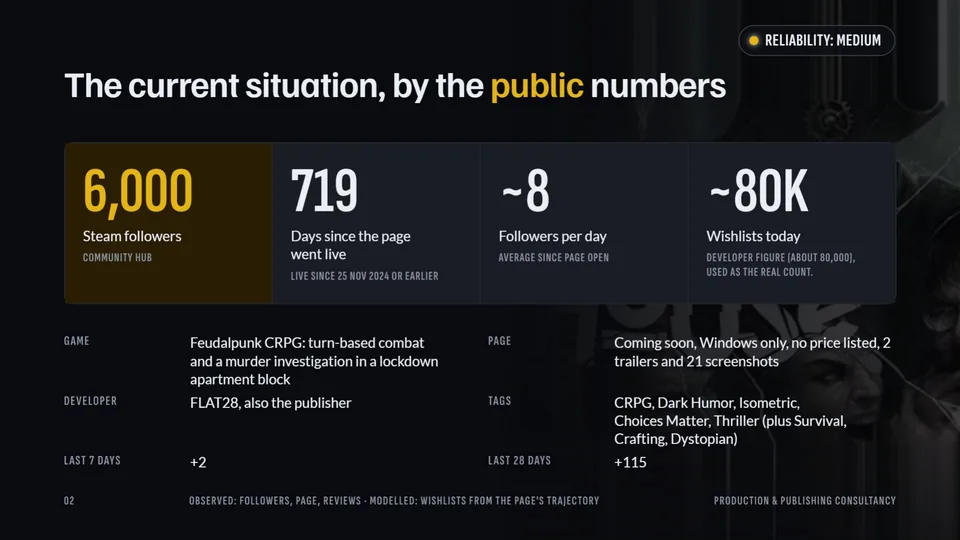 RELIABILITY: MEDIUM
The current situation, by the public numbers
6,000
Steam followers
COMMUNITY HUB
719
Days since the page
went live
LIVE SINCE 25 NOV 2024 OR EARLIER
~8
Followers per day
AVERAGE SINCE PAGE OPEN
~80K
Wishlists today
DEVELOPER FIGURE (ABOUT 80,000),
USED AS THE REAL COUNT.
GAME
Feudalpunk CRPG: turn-based combat
and a murder investigation in a lockdown
apartment block
PAGE
Coming soon, Windows only, no price listed, 2
trailers and 21 screenshots
DEVELOPER
FLAT28, also the publisher
TAGS
CRPG, Dark Humor, Isometric,
Choices Matter, Thriller (plus Survival,
Crafting, Dystopian)
LAST 7 DAYS
+2
LAST 28 DAYS
+115
02
OBSERVED: FOLLOWERS, PAGE, REVIEWS · MODELLED: WISHLISTS FROM THE PAGE'S TRAJECTORY
PRODUCTION & PUBLISHING CONSULTANCY